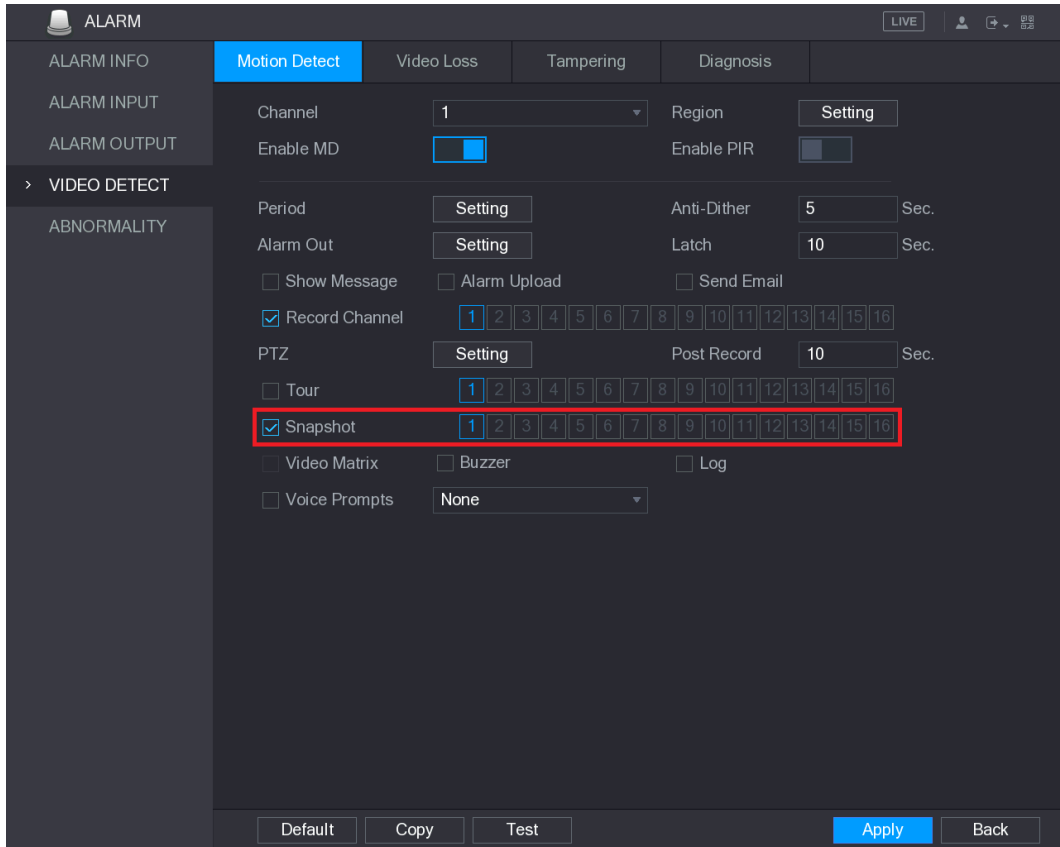 ALARM LIVE
ALARM INFO
ALARM INPUT
ALARM OUTPUT
> VIDEO DETECT
ABNORMALITY
Motion Detect Video Loss Tampering Diagnosis
Channel 1 Region Setting
Enable MD Enable PIR
Period Setting Anti-Dither 5 Sec.
Alarm Out Setting Latch 10 Sec.
Show Message Alarm Upload Send Email
Record Channel 1 2 3 4 5 6 7 8 9 10 11 12 13 14 15 16
PTZ Setting Post Record 10 Sec.
Tour 1 2 3 4 5 6 7 8 9 10 11 12 13 14 15 16
Snapshot 1 2 3 4 5 6 7 8 9 10 11 12 13 14 15 16
Video Matrix Buzzer Log
Voice Prompts None
Default Copy Test Apply Back